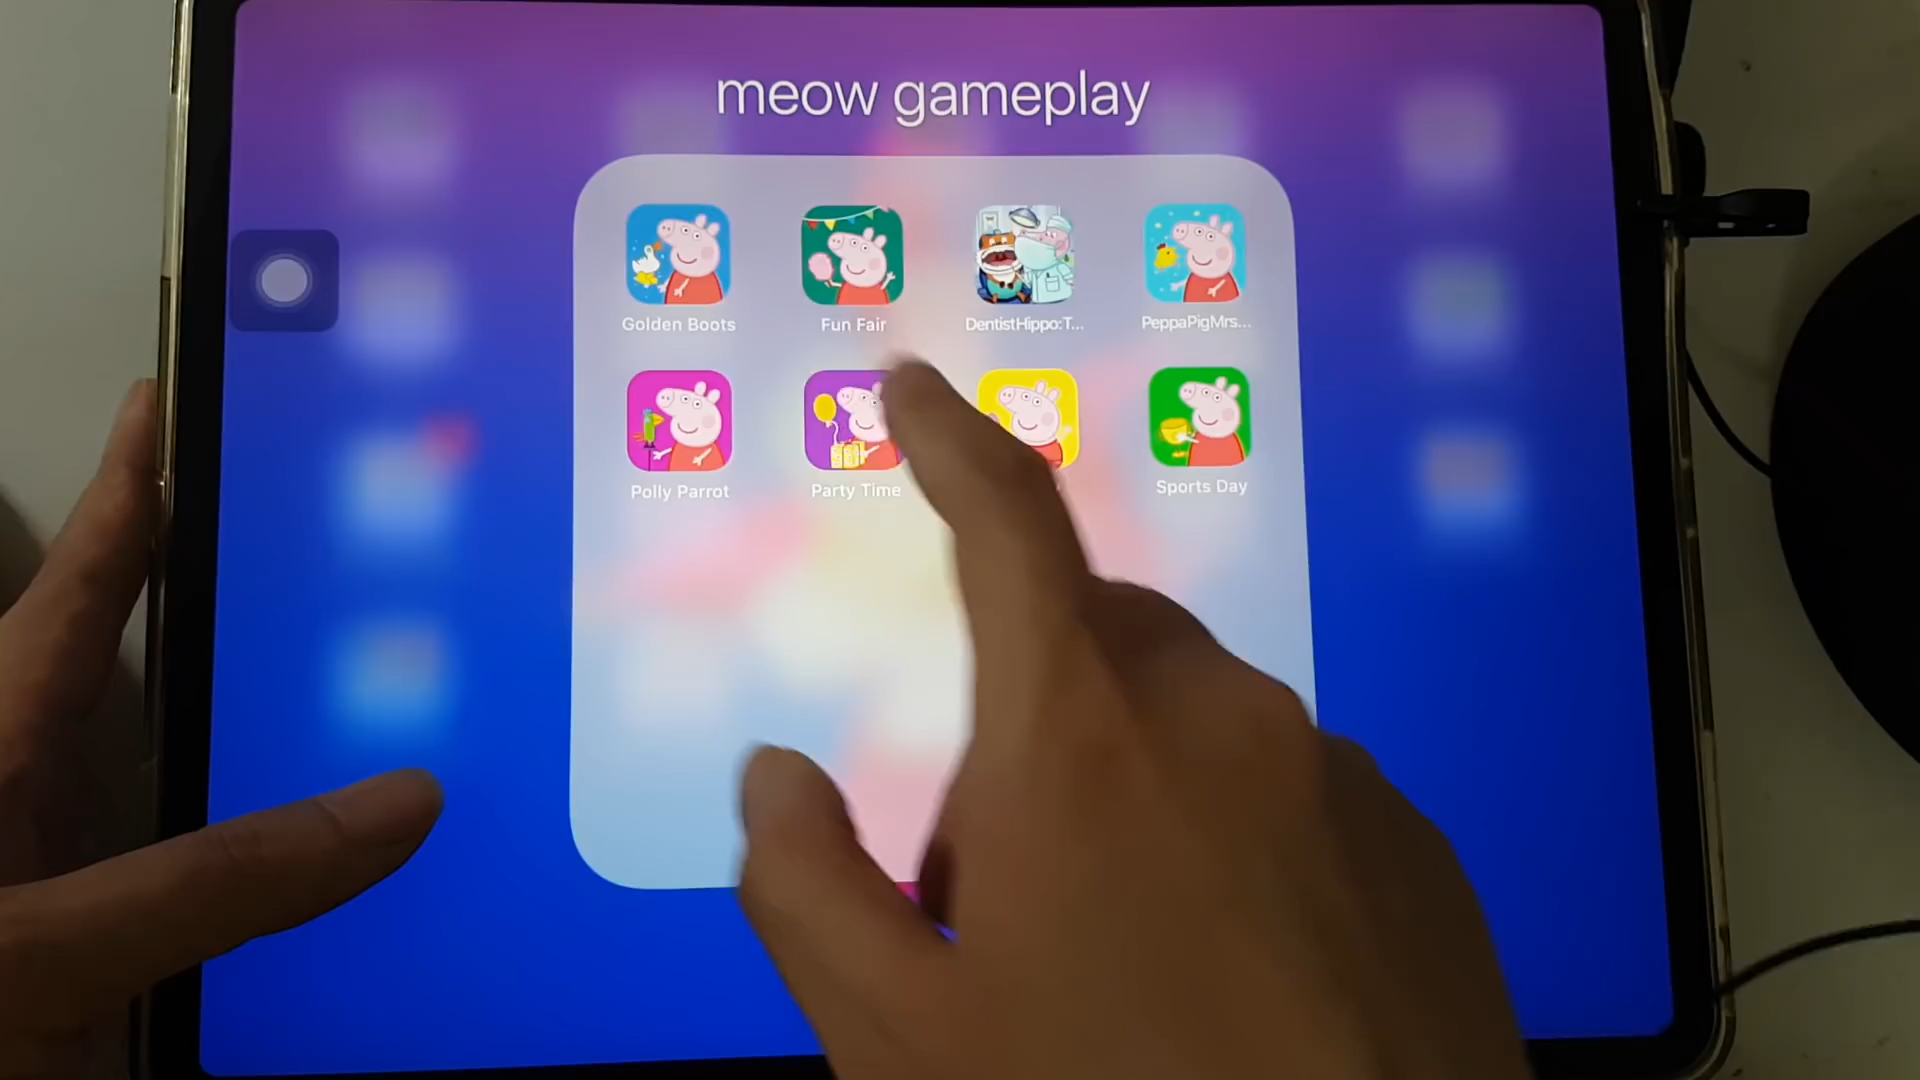 meow gameplay
Golden Boots
Fun Fair
DentistHippo:T...
PeppaPigMrs...
Polly Parrot
Party Time
Sports Day